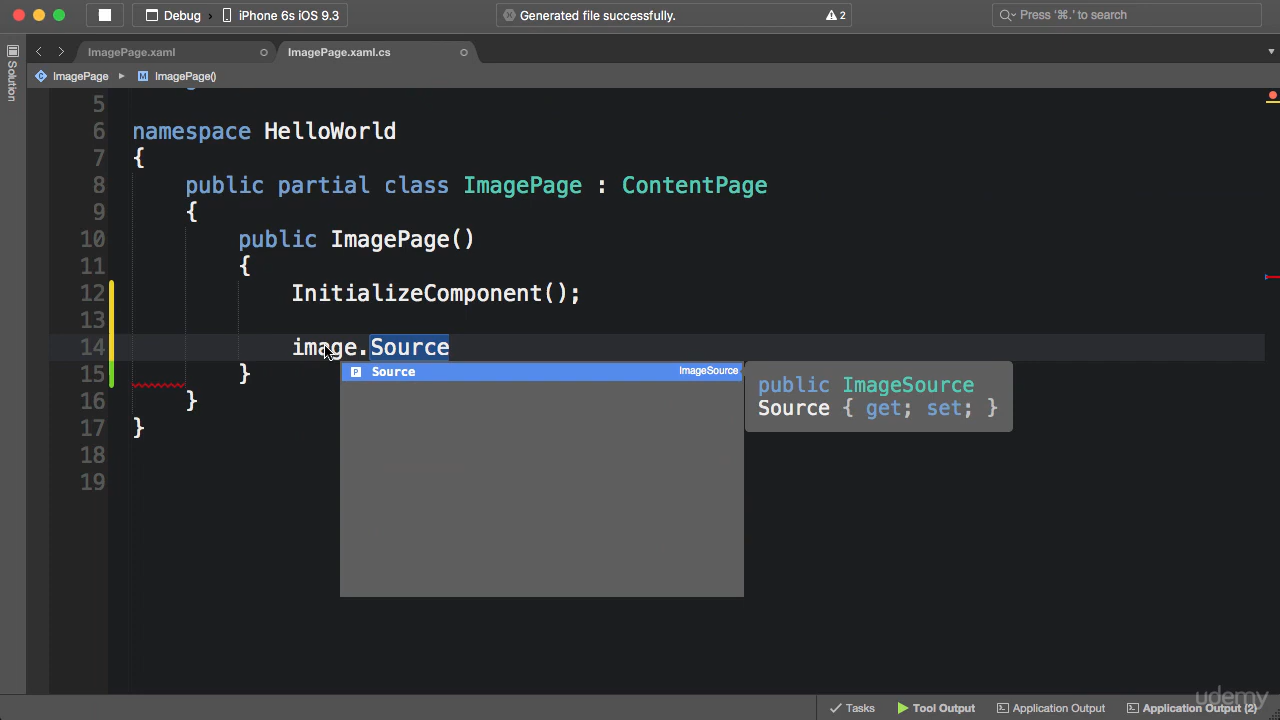 Debug
iPhone 6s iOS 9.3
Generated file successfully.
2
Press ‘⌘.’ to search
Solution
ImagePage.xaml
ImagePage.xaml.cs
ImagePage
ImagePage()
5
6 namespace HelloWorld
7 {
8 public partial class ImagePage : ContentPage
9 {
10 public ImagePage()
11 {
12 InitializeComponent();
13
14 image.Source
15 }
16 }
17 }
18
19
Source ImageSource
public ImageSource
Source { get; set; }
udemy
Tasks
Tool Output
Application Output
Application Output (2)